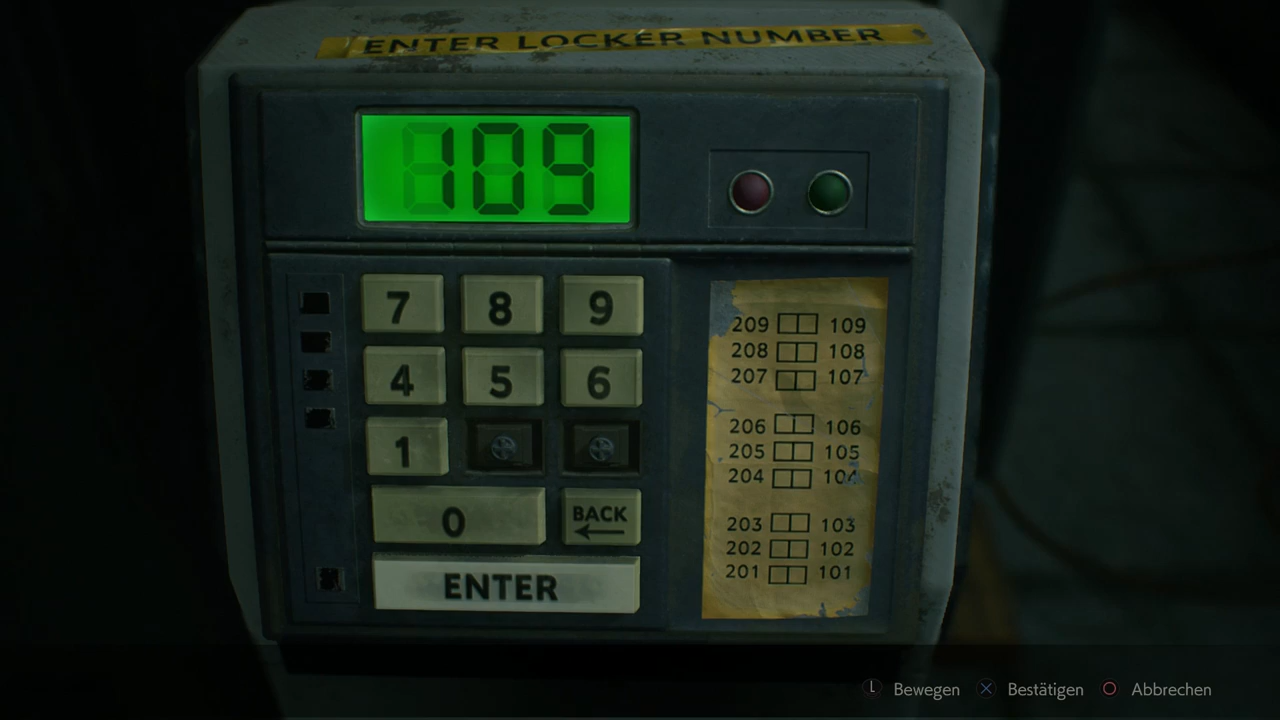 ENTER LOCKER NUMBER
109
7 8 9
4 5 6
1
0 BACK
ENTER
209 109
208 108
207 107
206 106
205 105
204 104
203 103
202 102
201 101
L Bewegen Bestätigen Abbrechen